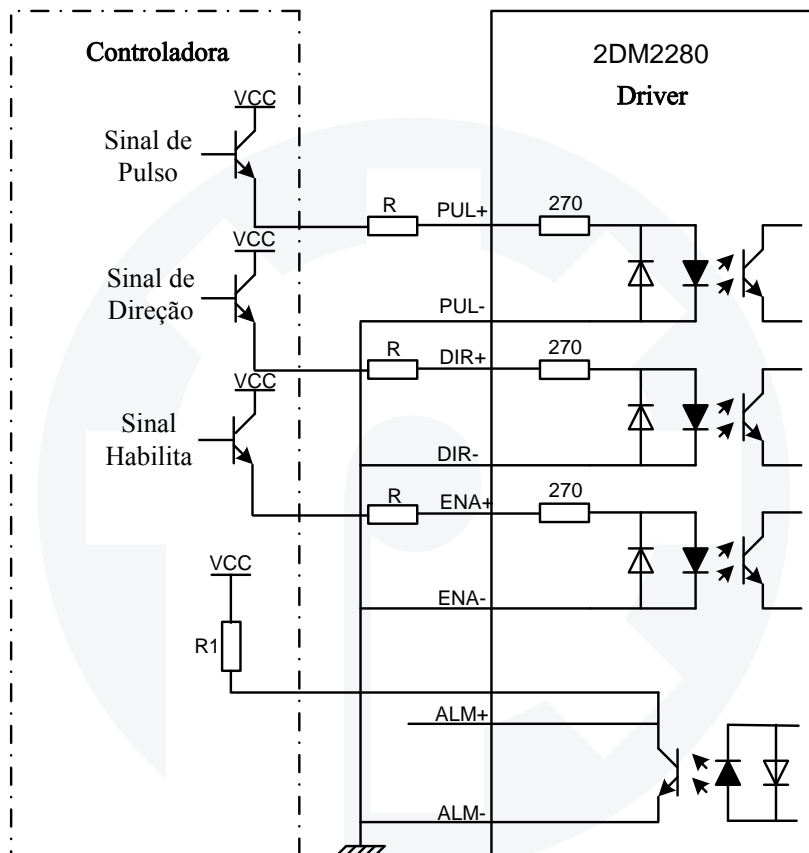 Controladora
2DM2280
Driver
VCC
Sinal de
Pulso
R
PUL+
270
VCC
Sinal de
Direção
PUL-
R
DIR+
270
VCC
Sinal
Habilita
DIR-
R
ENA+
270
VCC
ENA-
R1
ALM+
ALM-